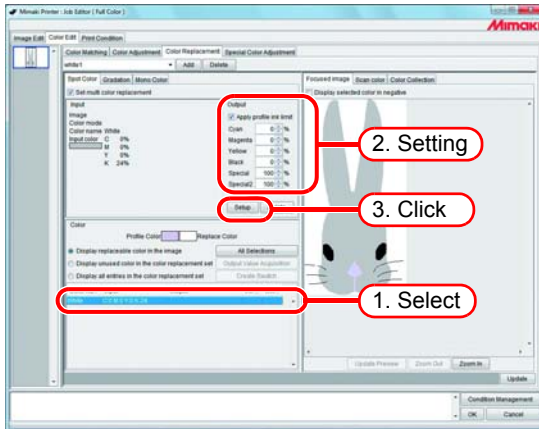 Mimaki Printer : Job Editor [ Full Color ]
Mimaki
Image Edit Color Edit Print Condition
Color Matching Color Adjustment Color Replacement Special Color Adjustment
white1 Add Delete
Spot Color Gradation Mono Color
Set multi color replacement
Input
Image
Color mode
Color name White
Input color C 0%
M 0%
Y 0%
K 24%
Output
Apply profile ink limit
Cyan 0 %
Magenta 0 %
Yellow 0 %
Black 0 %
Special 100 %
Special2 100 %
Setup
2. Setting
3. Click
1. Select
Color
Profile Color Replace Color
Display replaceable color in the image All Selections
Display unused color in the color replacement set Output value Acquisition
Display all entries in the color replacement set Create Swatch
White C:0 M:0 Y:0 K:24
Focused image Scan color Color Collection
Display selected color in negative
Update Preview Zoom Out Zoom In
Update
Condition Management
OK Cancel